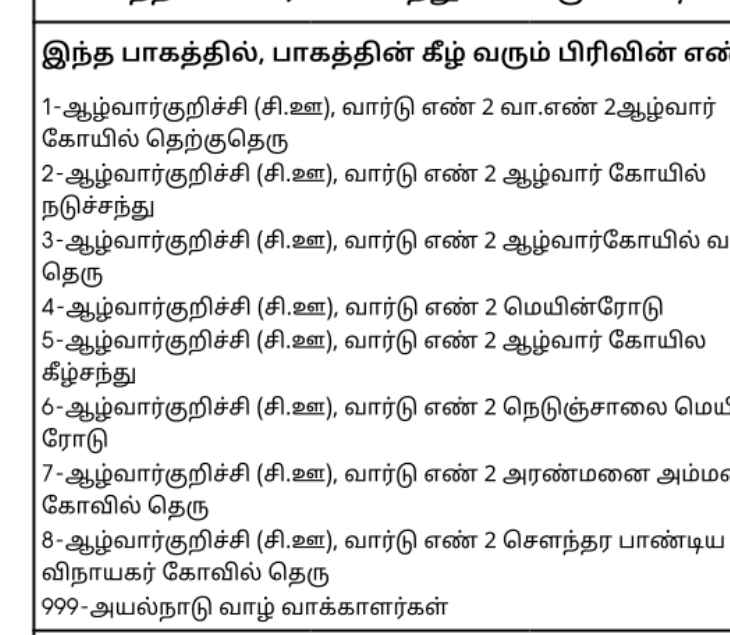 இந்த பாகத்தில், பாகத்தின் கீழ் வரும் பிரிவின் எண்
1-ஆழ்வார்குறிச்சி (சி.ஊ), வார்டு எண் 2 வா.எண் 2ஆழ்வார்
கோயில் தெற்குதெரு
2-ஆழ்வார்குறிச்சி (சி.ஊ), வார்டு எண் 2 ஆழ்வார் கோயில்
நடுச்சந்து
3-ஆழ்வார்குறிச்சி (சி.ஊ), வார்டு எண் 2 ஆழ்வார்கோயில் வ
தெரு
4-ஆழ்வார்குறிச்சி (சி.ஊ), வார்டு எண் 2 மெயின்ரோடு
5-ஆழ்வார்குறிச்சி (சி.ஊ), வார்டு எண் 2 ஆழ்வார் கோயில
கீழ்சந்து
6-ஆழ்வார்குறிச்சி (சி.ஊ), வார்டு எண் 2 நெடுஞ்சாலை மெயி
ரோடு
7-ஆழ்வார்குறிச்சி (சி.ஊ), வார்டு எண் 2 அரண்மனை அம்ம
கோவில் தெரு
8-ஆழ்வார்குறிச்சி (சி.ஊ), வார்டு எண் 2 சௌந்தர பாண்டிய
விநாயகர் கோவில் தெரு
999-அயல்நாடு வாழ் வாக்காளர்கள்